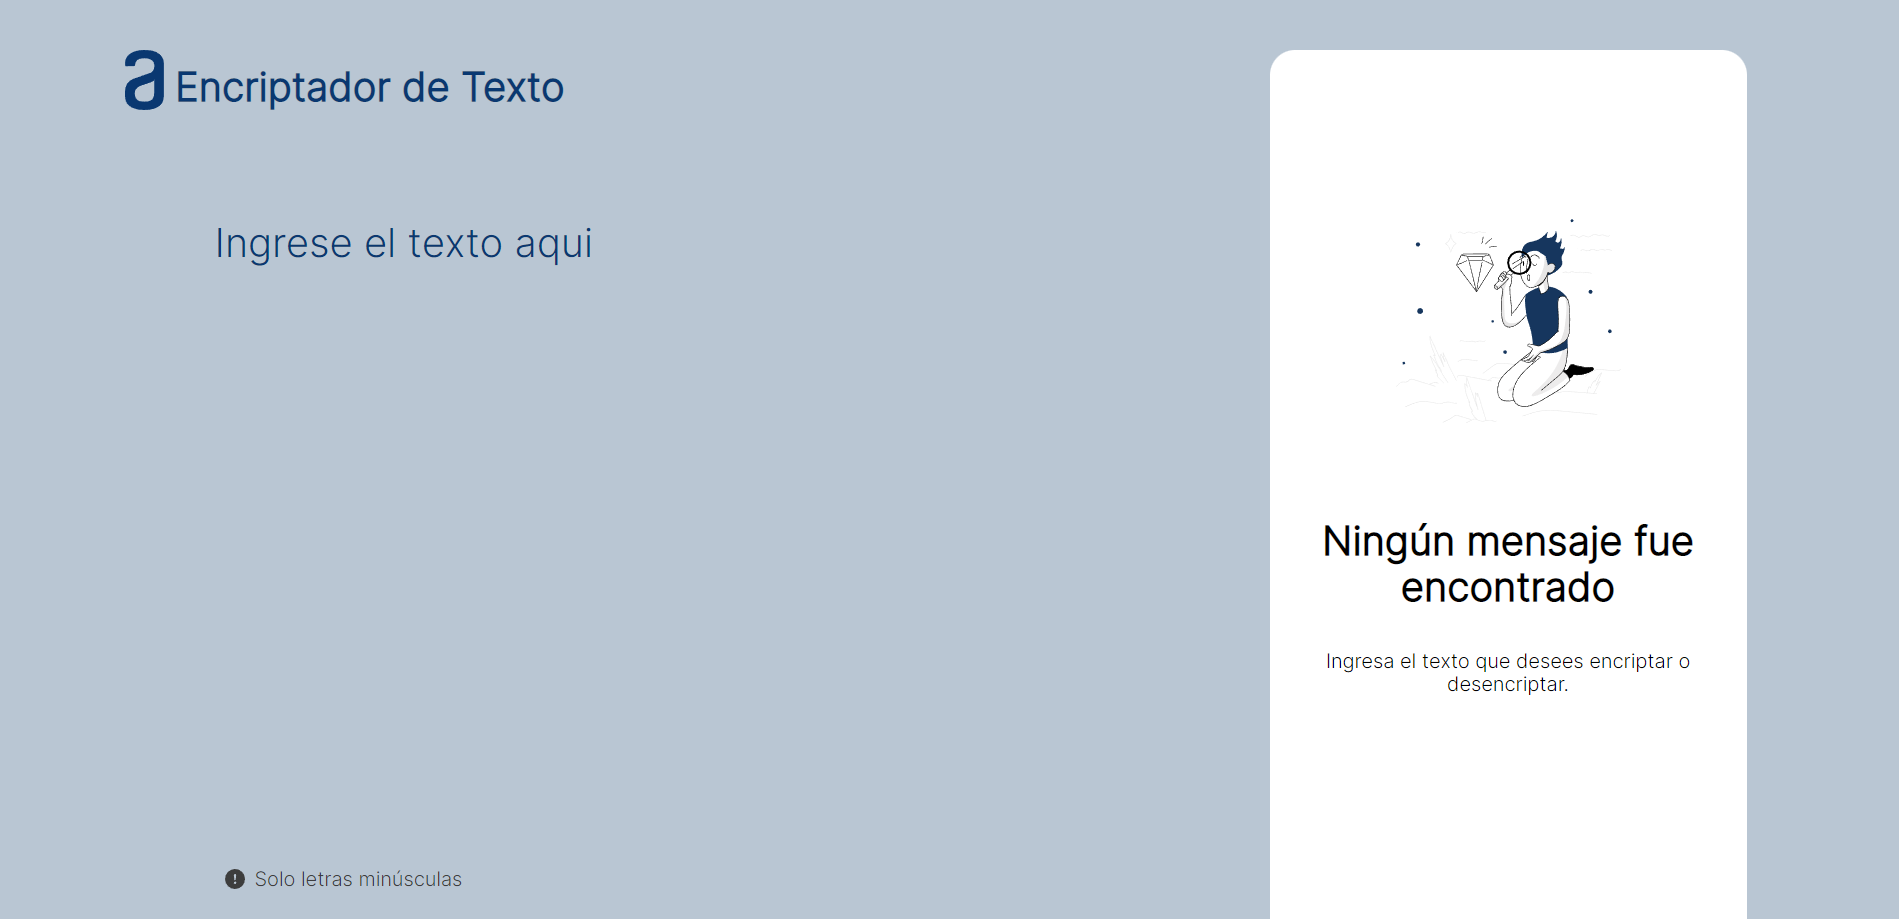 a Encriptador de Texto
Ingrese el texto aqui
Solo letras minúsculas
Ningún mensaje fue
encontrado
Ingresa el texto que desees encriptar o
desencriptar.